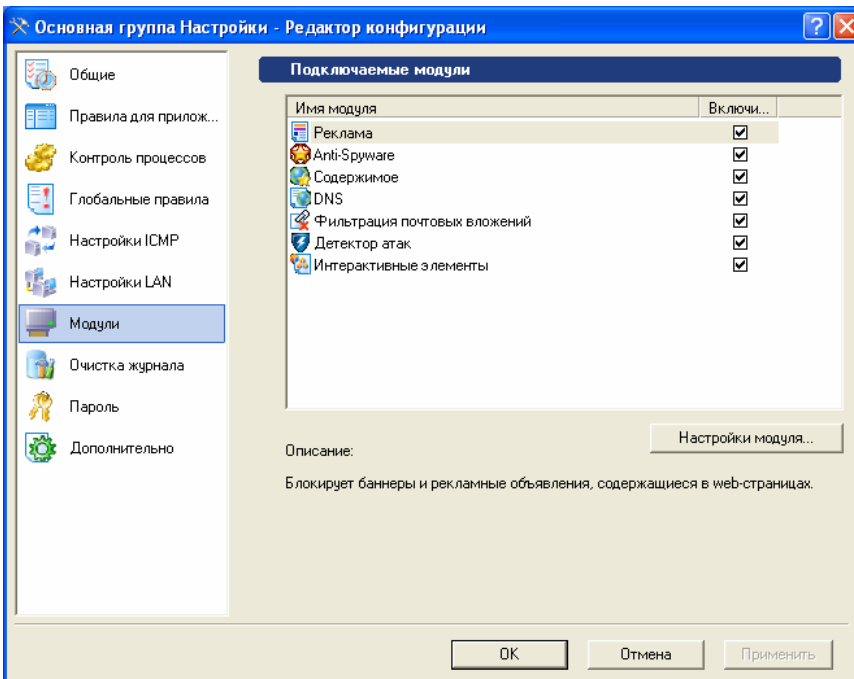 Основная группа Настройки - Редактор конфигурации
Общие
Правила для прилож...
Контроль процессов
Глобальные правила
Настройки ICMP
Настройки LAN
Модули
Очистка журнала
Пароль
Дополнительно
Подключаемые модули
Имя модуля Включи...
Реклама
Anti-Spyware
Содержимое
DNS
Фильтрация почтовых вложений
Детектор атак
Интерактивные элементы
Настройки модуля...
Описание:
Блокирует баннеры и рекламные объявления, содержащиеся в web-страницах.
OK Отмена Применить